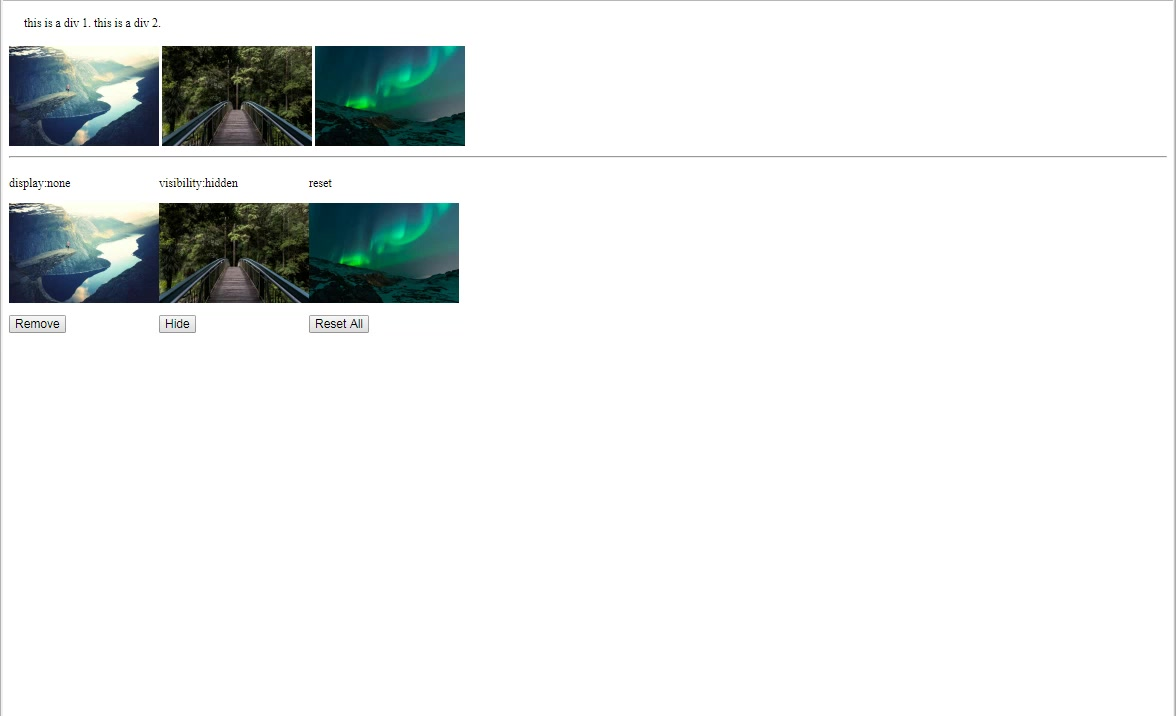 this is a div 1. this is a div 2.
display:none visibility:hidden reset
Remove Hide Reset All